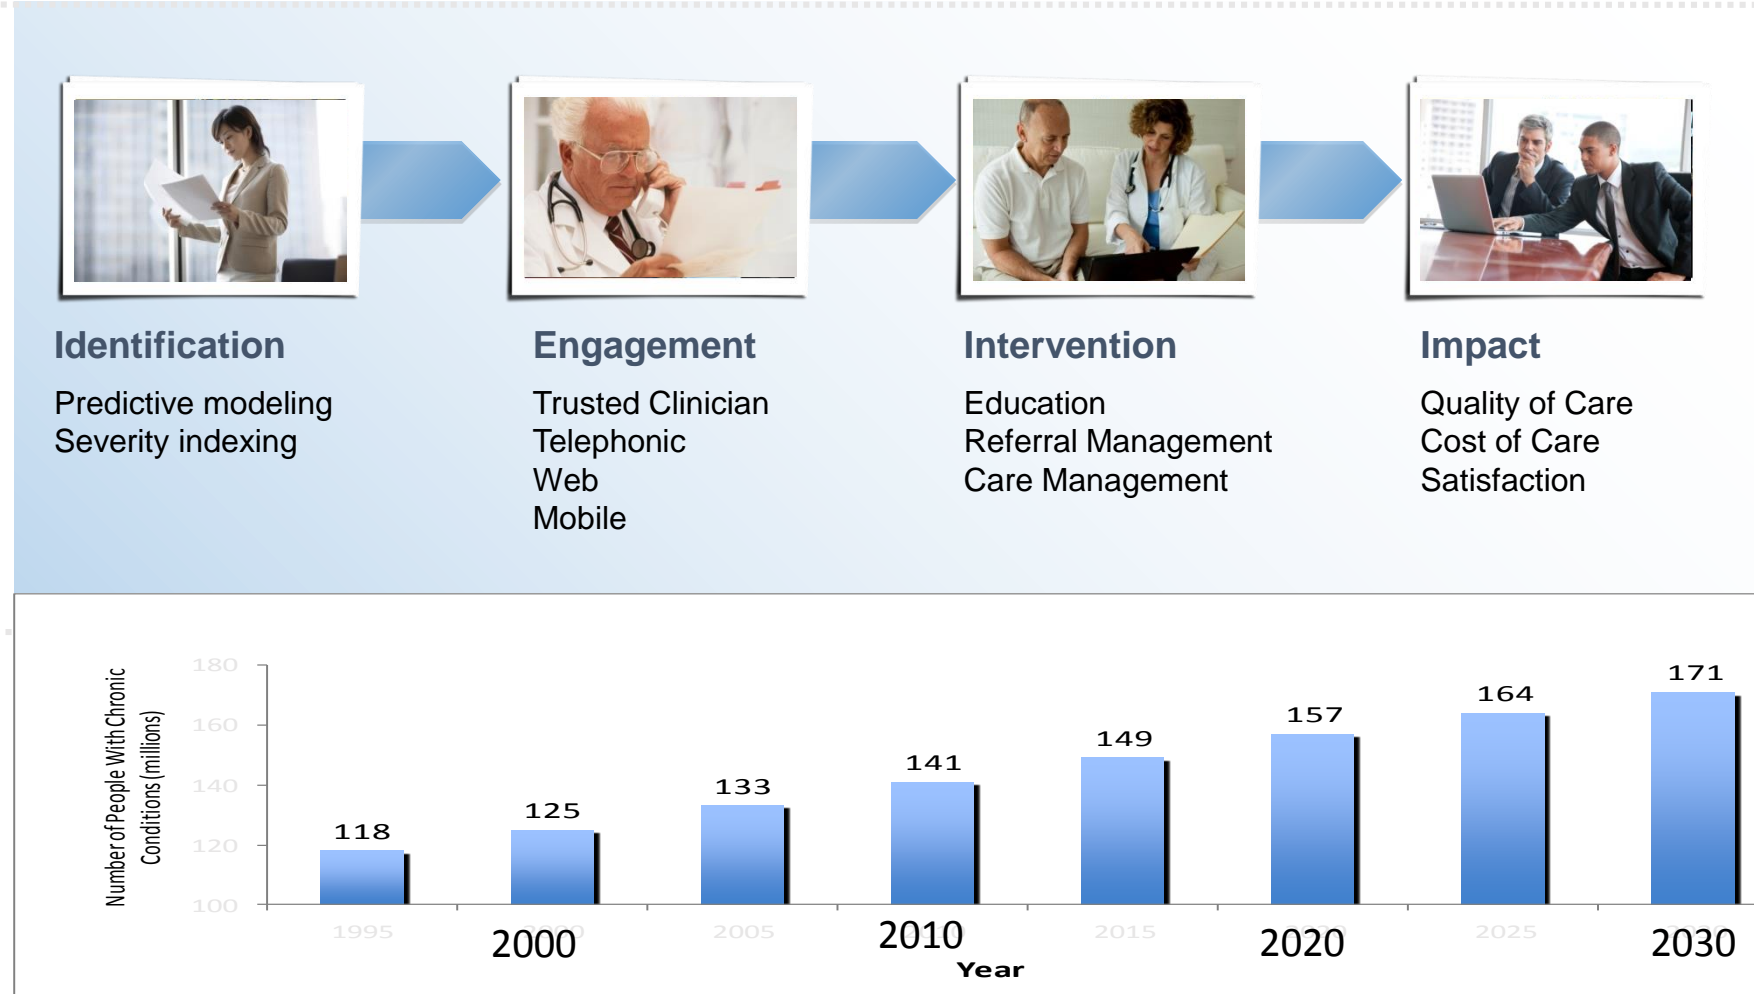 Identification
Predictive modeling
Severity indexing
Engagement
Trusted Clinician
Telephonic
Web
Mobile
Intervention
Education
Referral Management
Care Management
Impact
Quality of Care
Cost of Care
Satisfaction
Number of People With Chronic
Conditions (millions)
180
160
140
120
100
118
125
133
141
149
157
164
171
1995
2000
2005
2010
2015
2020
2025
2030
Year